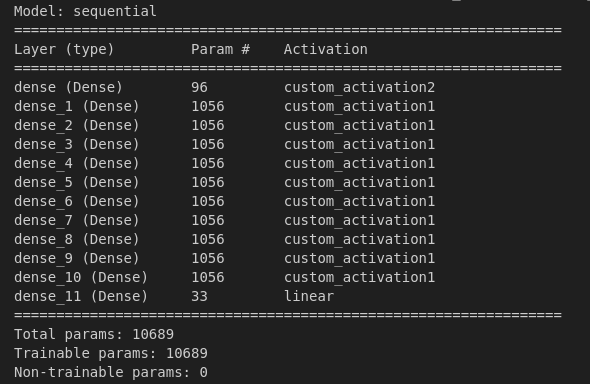 Model: sequential
=================================================================
Layer (type)         Param #    Activation
=================================================================
dense (Dense)        96         custom_activation2
dense_1 (Dense)      1056       custom_activation1
dense_2 (Dense)      1056       custom_activation1
dense_3 (Dense)      1056       custom_activation1
dense_4 (Dense)      1056       custom_activation1
dense_5 (Dense)      1056       custom_activation1
dense_6 (Dense)      1056       custom_activation1
dense_7 (Dense)      1056       custom_activation1
dense_8 (Dense)      1056       custom_activation1
dense_9 (Dense)      1056       custom_activation1
dense_10 (Dense)     1056       custom_activation1
dense_11 (Dense)     33         linear
=================================================================
Total params: 10689
Trainable params: 10689
Non-trainable params: 0